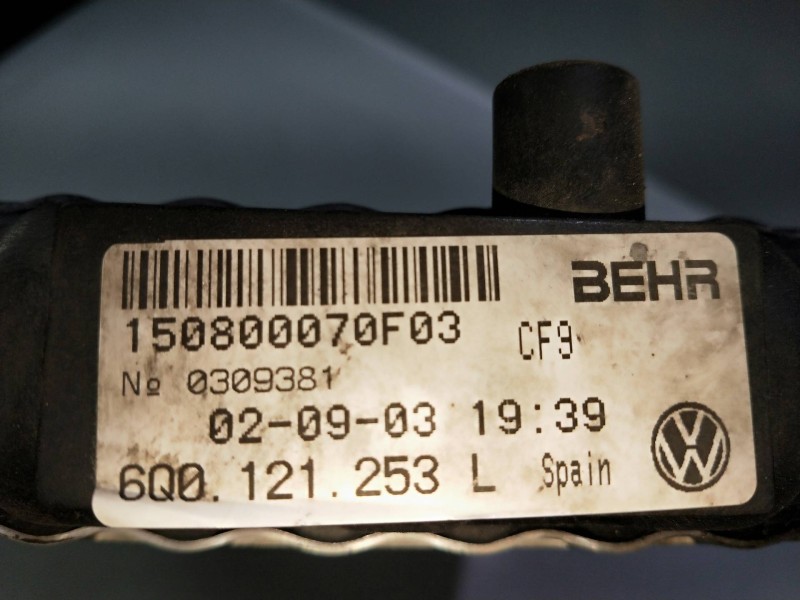 BEHR
150800070F03 CF9
№ 0309381
02-09-03 19:39
6Q0.121.253 L Spain